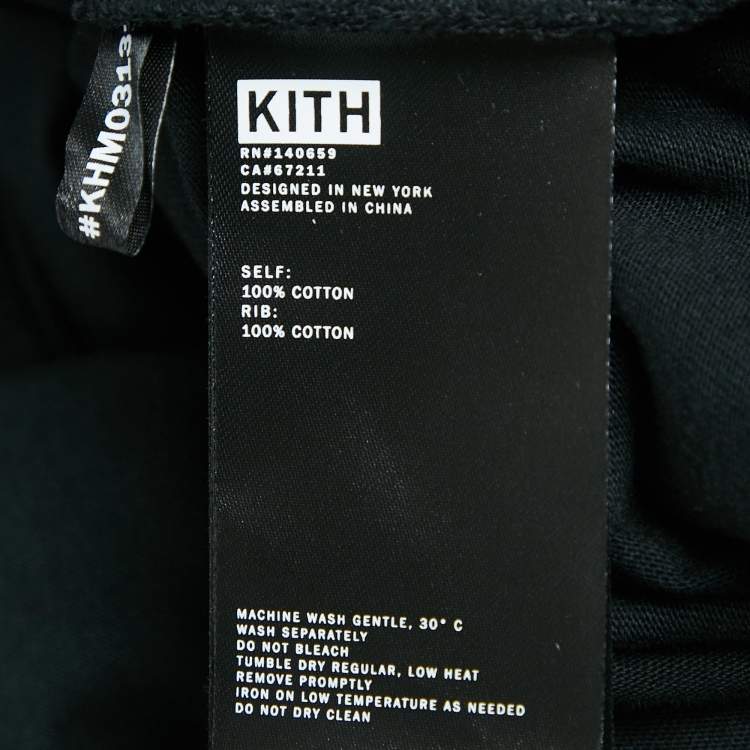 #KHM0313-
KITH
RN#140659
CA#67211
DESIGNED IN NEW YORK
ASSEMBLED IN CHINA
SELF:
100% COTTON
RIB:
100% COTTON
MACHINE WASH GENTLE, 30° C
WASH SEPARATELY
DO NOT BLEACH
TUMBLE DRY REGULAR, LOW HEAT
REMOVE PROMPTLY
IRON ON LOW TEMPERATURE AS NEEDED
DO NOT DRY CLEAN